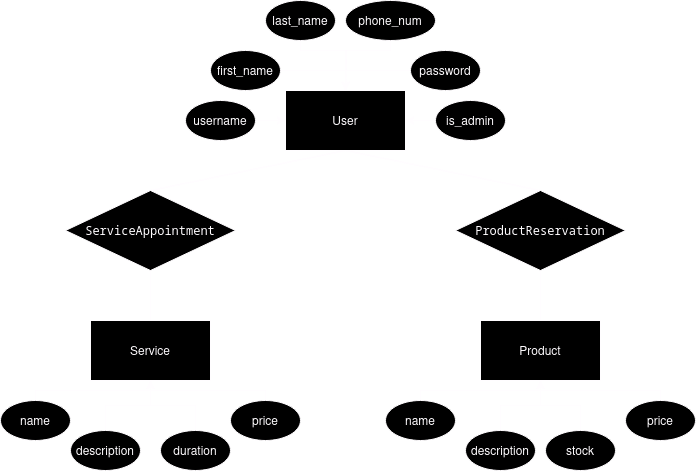 last_name
phone_num
first_name
password
username
User
is_admin
ServiceAppointment
ProductReservation
Service
Product
name
price
name
price
description
duration
description
stock